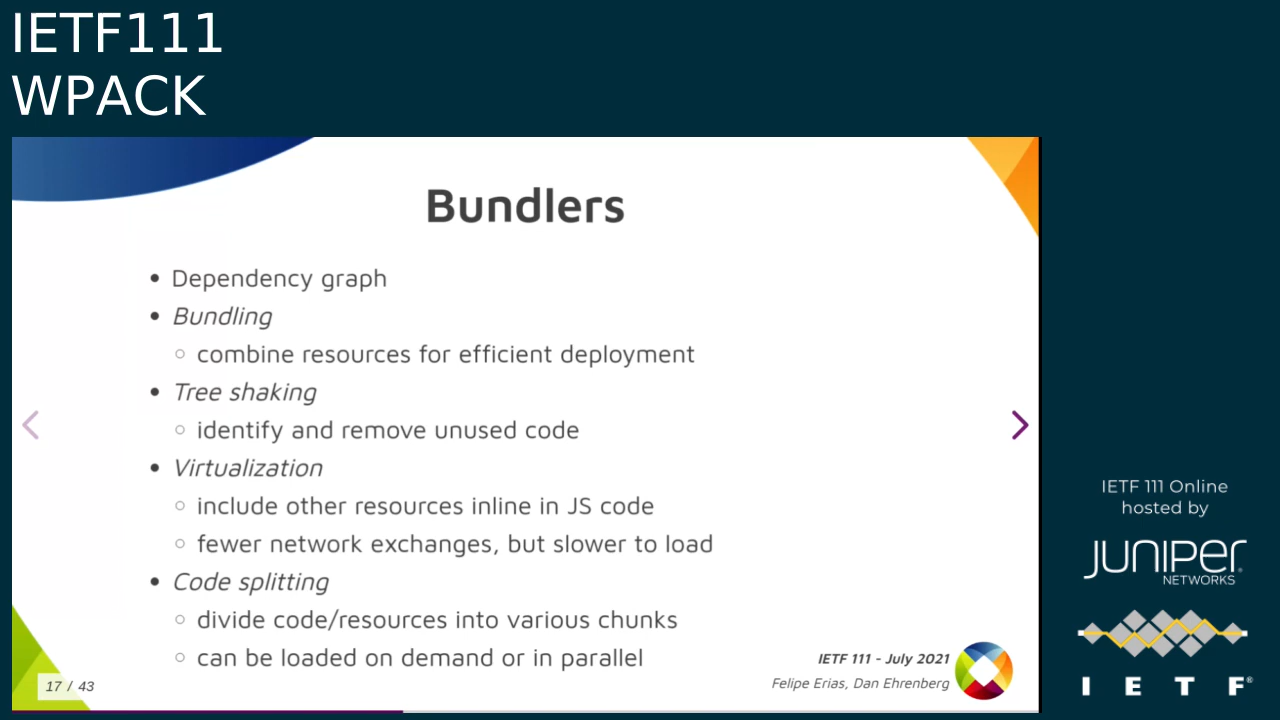 IETF111
WPACK
Bundlers
• Dependency graph
• Bundling
○ combine resources for efficient deployment
• Tree shaking
○ identify and remove unused code
• Virtualization
○ include other resources inline in JS code
○ fewer network exchanges, but slower to load
• Code splitting
○ divide code/resources into various chunks
○ can be loaded on demand or in parallel
IETF 111 - July 2021
Felipe Erias, Dan Ehrenberg
17 / 43
IETF 111 Online
hosted by
JUNIPER
NETWORKS
I E T F®